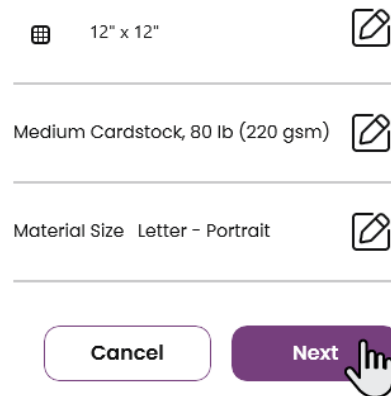 12" x 12"
Medium Cardstock, 80 lb (220 gsm)
Material Size Letter - Portrait
Cancel Next